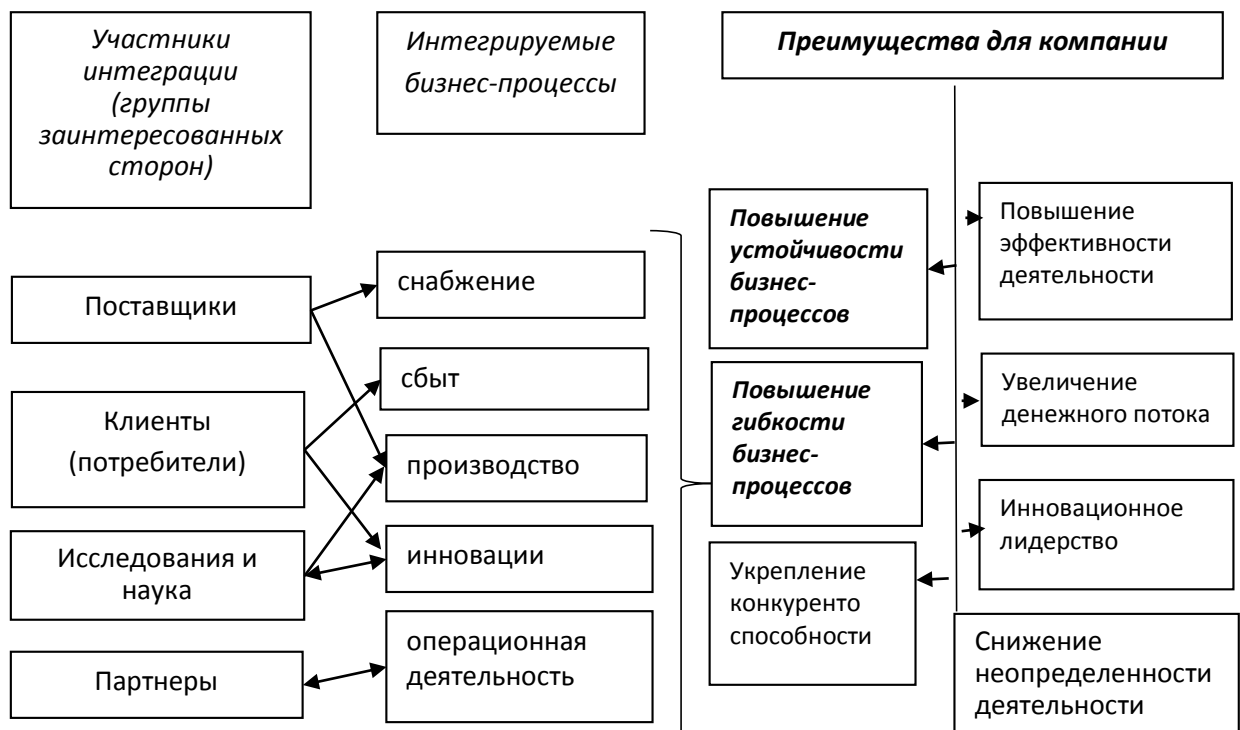 Участники
интеграции
(группы
заинтересованных
сторон)
Интегрируемые
бизнес-процессы
Преимущества для компании
Поставщики
Клиенты
(потребители)
Исследования и
наука
Партнеры
снабжение
сбыт
производство
инновации
операционная
деятельность
Повышение
устойчивости
бизнес-
процессов
Повышение
гибкости
бизнес-
процессов
Укрепление
конкуренто
способности
Повышение
эффективности
деятельности
Увеличение
денежного потока
Инновационное
лидерство
Снижение
неопределенности
деятельности